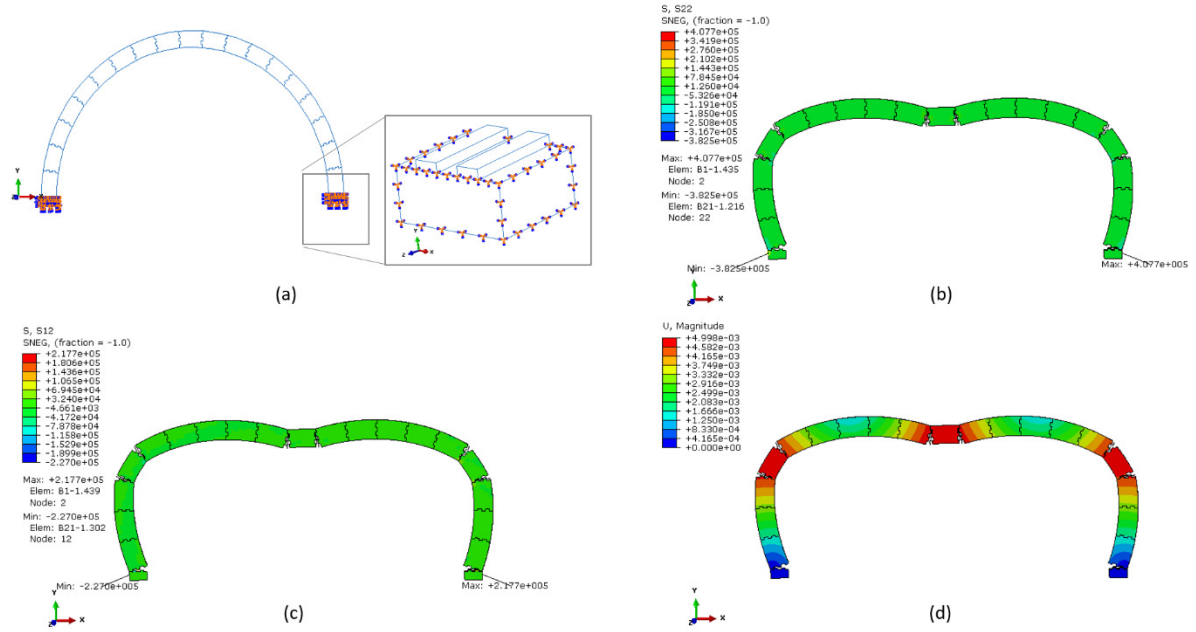 (a)
Y
X
Z
Y
X
Z
S, S22
SNEG, (fraction = -1.0)
+4.077e+05
+3.419e+05
+2.760e+05
+2.102e+05
+1.443e+05
+7.845e+04
+1.260e+04
-5.326e+04
-1.191e+05
-1.850e+05
-2.508e+05
-3.167e+05
-3.825e+05
Max: +4.077e+05
Elem: B1-1.435
Node: 2
Min: -3.825e+05
Elem: B21-1.216
Node: 22
Min: -3.825e+005
Max: +4.077e+005
Y
Z
X
(b)
S, S12
SNEG, (fraction = -1.0)
+2.177e+05
+1.806e+05
+1.436e+05
+1.065e+05
+6.945e+04
+3.240e+04
-4.661e+03
-4.172e+04
-7.878e+04
-1.158e+05
-1.529e+05
-1.899e+05
-2.270e+05
Max: +2.177e+05
Elem: B1-1.439
Node: 2
Min: -2.270e+05
Elem: B21-1.302
Node: 12
Min: -2.270e+005
Max: +2.177e+005
Y
Z
X
(c)
U, Magnitude
+4.998e-03
+4.582e-03
+4.165e-03
+3.749e-03
+3.332e-03
+2.916e-03
+2.499e-03
+2.083e-03
+1.666e-03
+1.250e-03
+8.330e-04
+4.165e-04
+0.000e+00
Y
Z
X
(d)